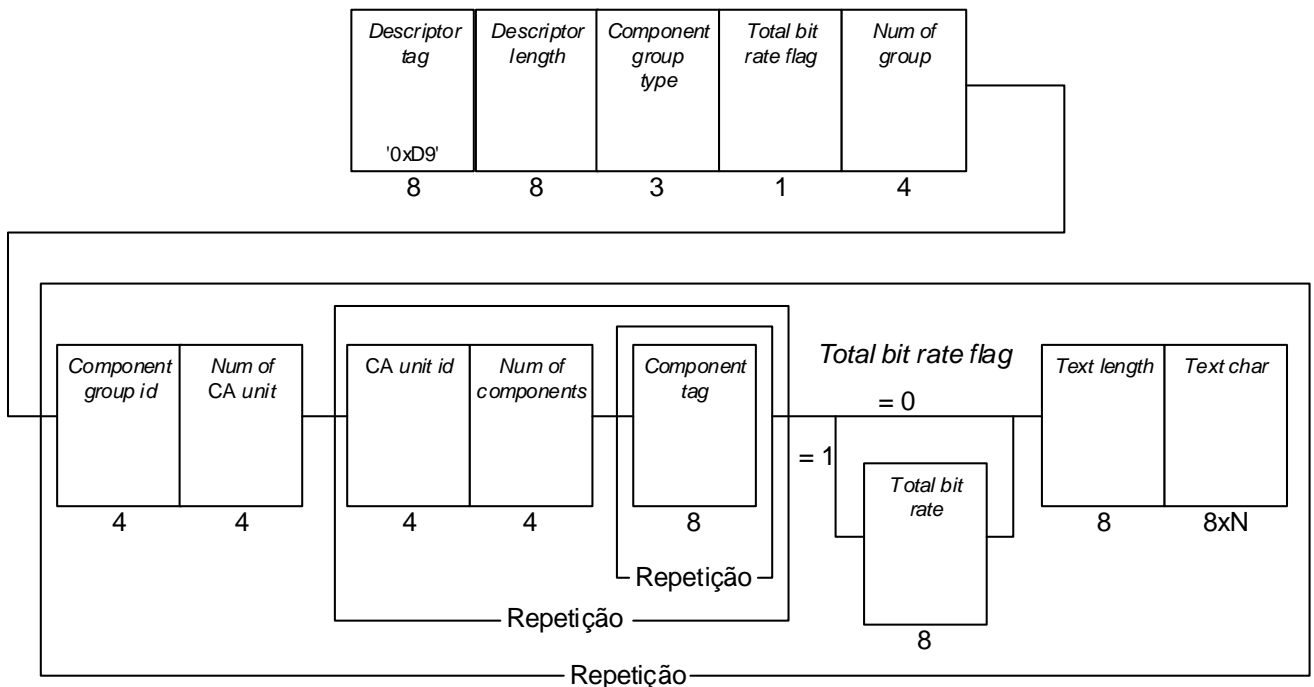 Descriptor
tag
'0xD9'
8
Descriptor
length
8
Component
group
type
3
Total bit
rate flag
1
Num of
group
4
Component
group id
4
Num of
CA unit
4
CA unit id
4
Num of
components
4
Component
tag
8
Repetição
Repetição
Total bit rate flag
= 0
= 1
Total bit
rate
8
Text length
8
Text char
8xN
Repetição